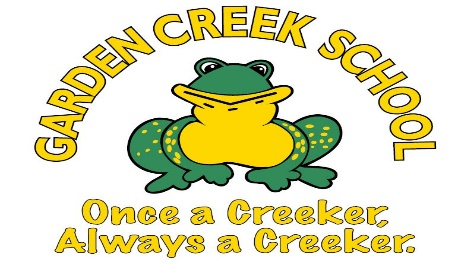 GARDEN CREEK SCHOOL
Once a Creeker,
Always a Creeker.